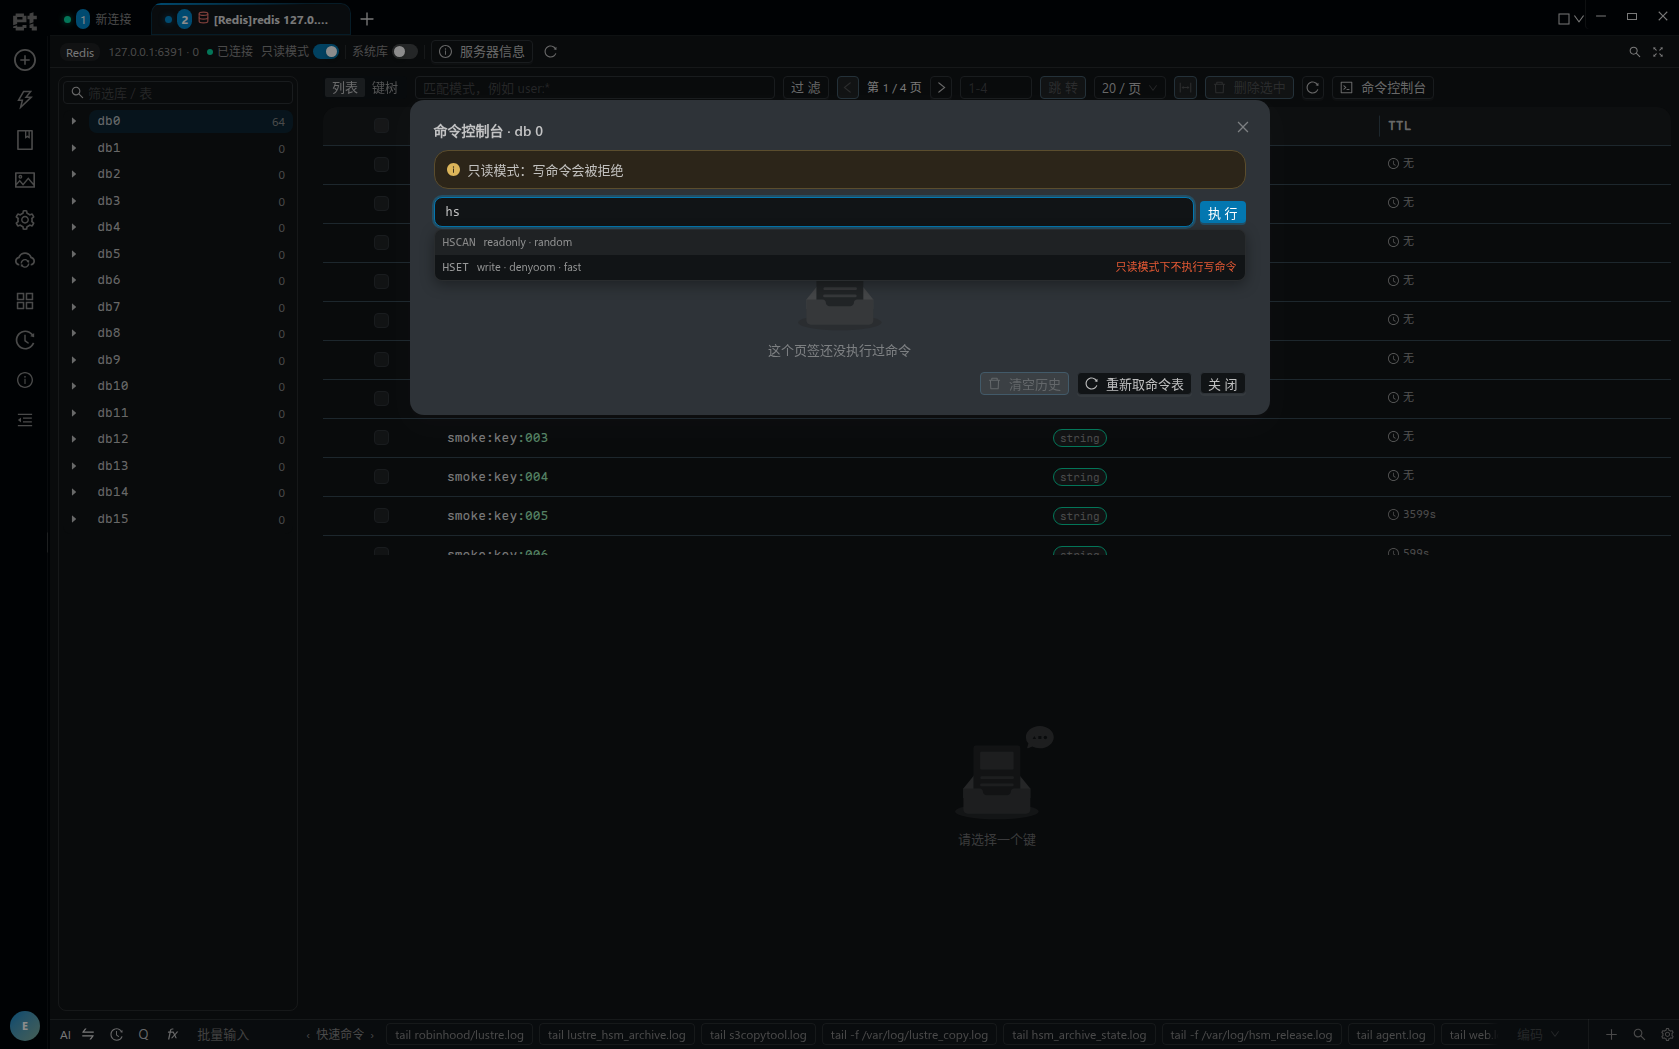 et
1 新连接
2 [Redis]redis 127.0....
Redis 127.0.0.1:6391 · 0 已连接 只读模式 系统库 服务器信息
筛选库 / 表
列表 键树 匹配模式，例如 user:* 过 滤 第 1 / 4 页 1-4 跳 转 20 / 页 删除选中 命令控制台
db0 64
db1 0
db2 0
db3 0
db4 0
db5 0
db6 0
db7 0
db8 0
db9 0
db10 0
db11 0
db12 0
db13 0
db14 0
db15 0
TTL
无
无
无
无
无
无
无
命令控制台 · db 0
只读模式：写命令会被拒绝
hs 执 行
HSCAN readonly · random
HSET write · denyoom · fast 只读模式下不执行写命令
这个页签还没执行过命令
清空历史 重新取命令表 关 闭
smoke:key:003 string 无
smoke:key:004 string 无
smoke:key:005 string 3599s
smoke:key:006 string 599s
请选择一个键
E
AI Q fx 批量输入 ‹ 快速命令 › tail robinhood/lustre.log tail lustre_hsm_archive.log tail s3copytool.log tail -f /var/log/lustre_copy.log tail hsm_archive_state.log tail -f /var/log/hsm_release.log tail agent.log tail web 编码